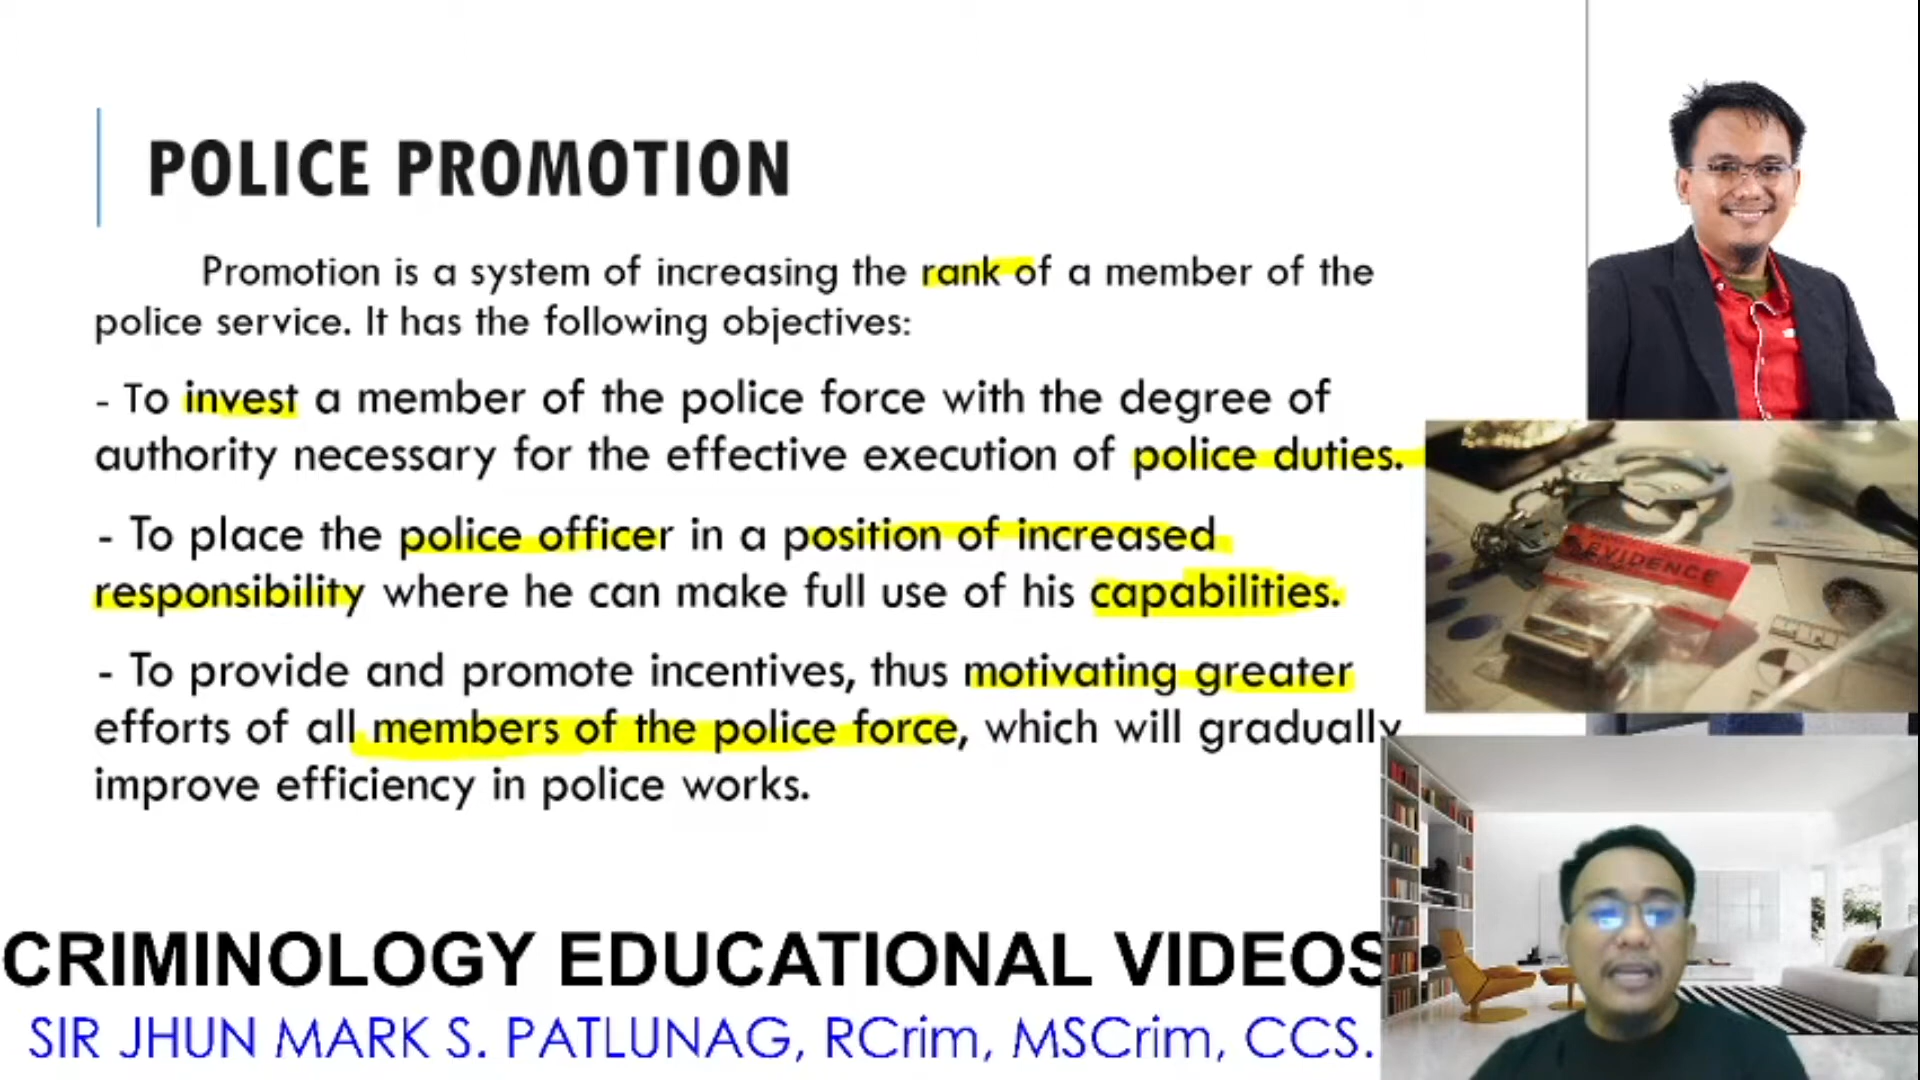 POLICE PROMOTION
Promotion is a system of increasing the rank of a member of the
police service. It has the following objectives:
- To invest a member of the police force with the degree of
authority necessary for the effective execution of police duties.
- To place the police officer in a position of increased
responsibility where he can make full use of his capabilities.
- To provide and promote incentives, thus motivating greater
efforts of all members of the police force, which will gradually
improve efficiency in police works.
EVIDENCE
CRIMINOLOGY EDUCATIONAL VIDEOS
SIR JHUN MARK S. PATLUNAG, RCrim, MSCrim, CCS.